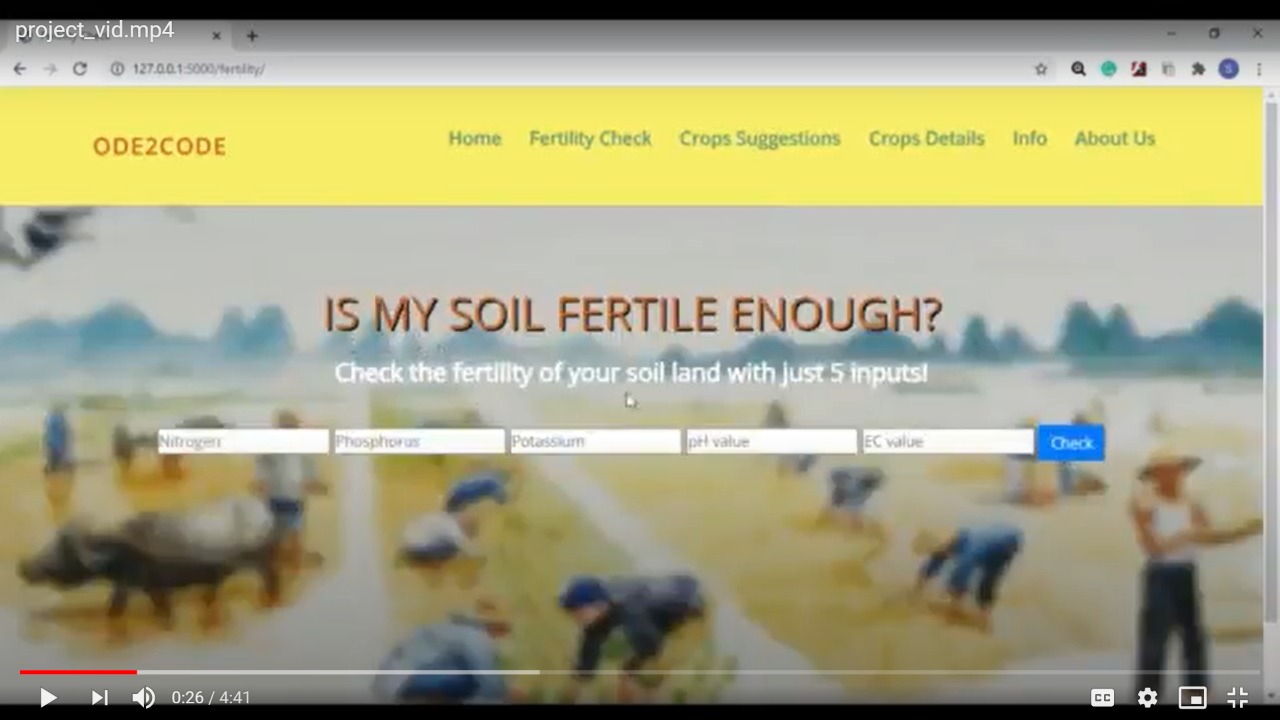 project_vid.mp4
127.0.0.1:5000/fertility/
S
ODE2CODE
Home Fertility Check Crops Suggestions Crops Details Info About Us
IS MY SOIL FERTILE ENOUGH?
Check the fertility of your soil land with just 5 inputs!
Nitrogen Phosphorus Potassium pH value EC value Check
0:26 / 4:41
CC